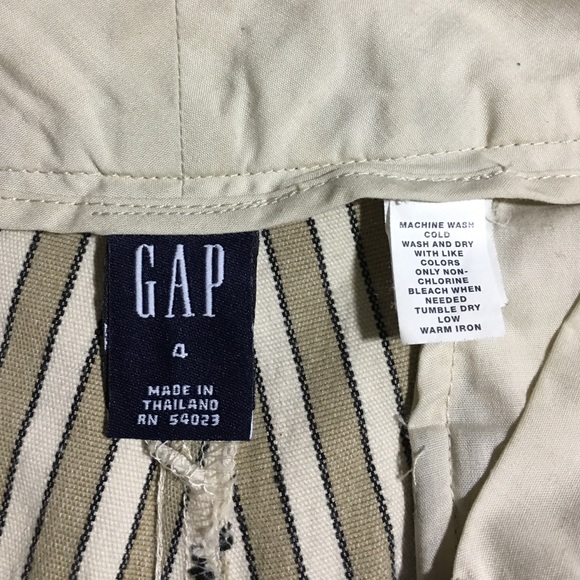 GAP
4
MADE IN
THAILAND
RN 54023
MACHINE WASH
COLD
WASH AND DRY
WITH LIKE
COLORS
ONLY NON-
CHLORINE
BLEACH WHEN
NEEDED
TUMBLE DRY
LOW
WARM IRON